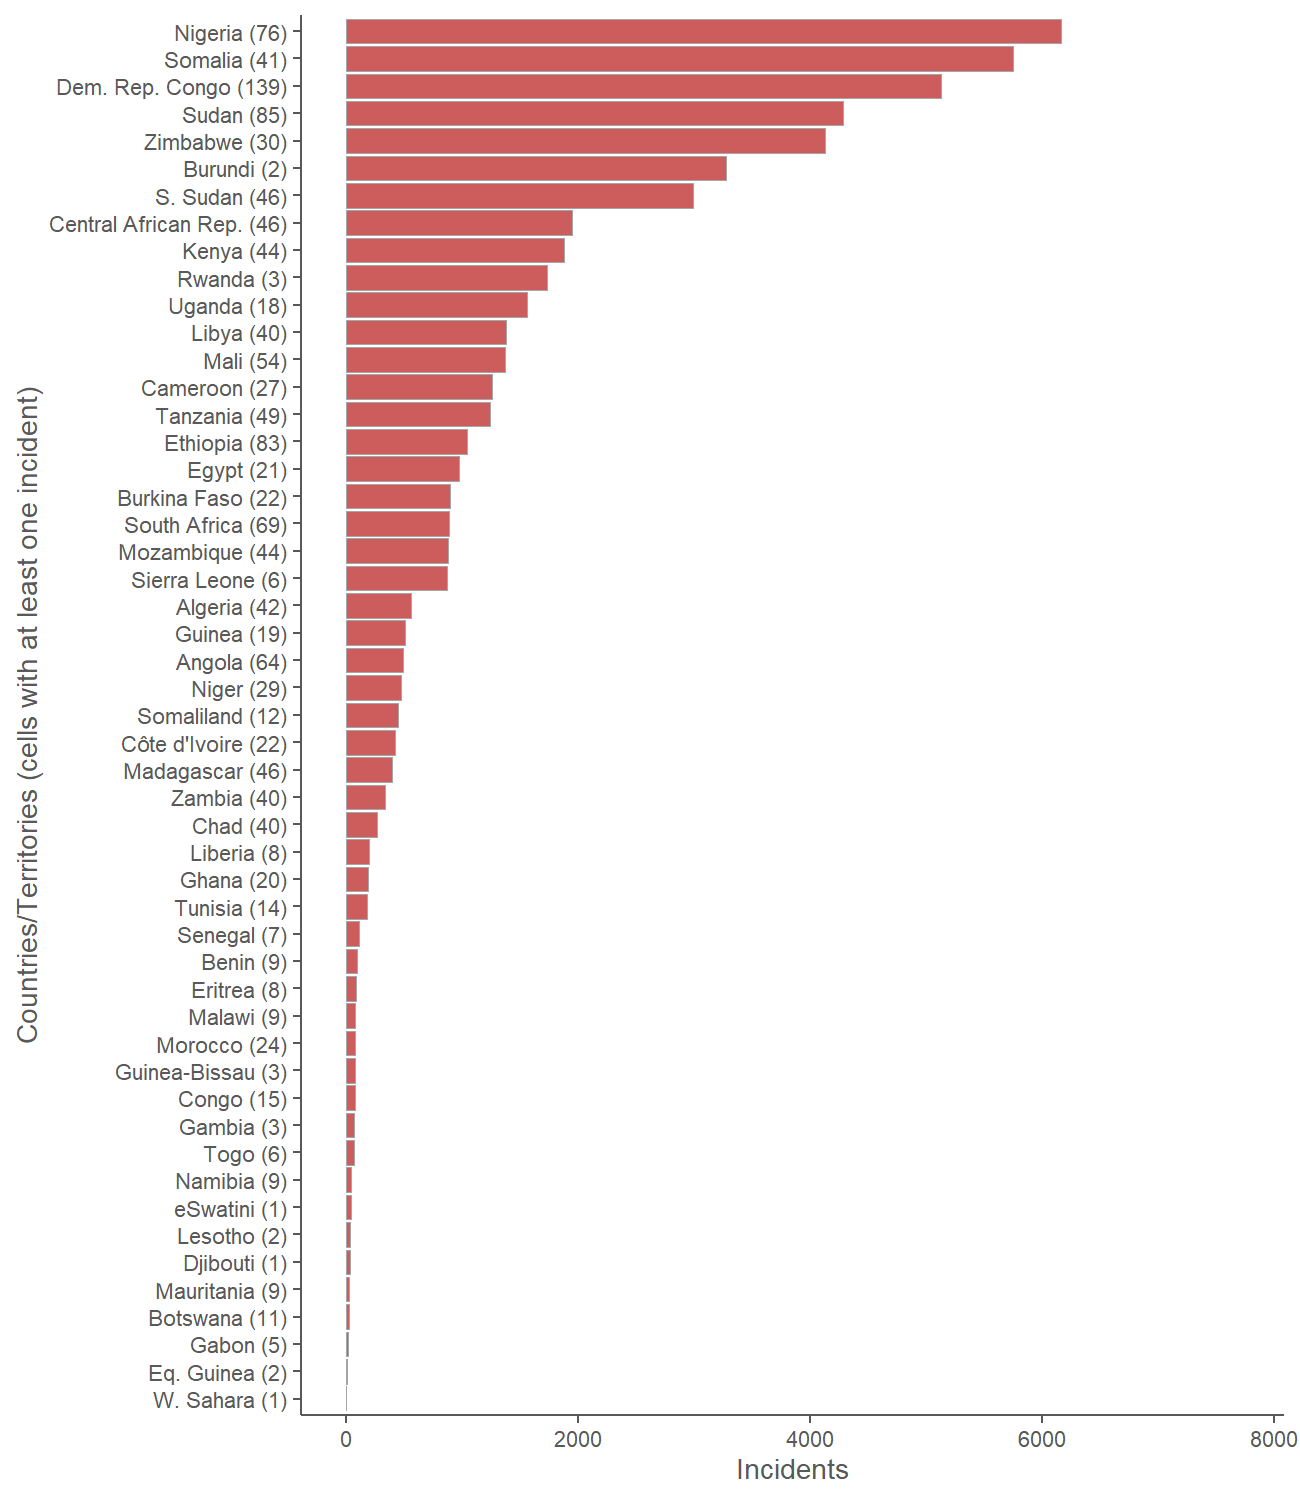 Nigeria (76)
Somalia (41)
Dem. Rep. Congo (139)
Sudan (85)
Zimbabwe (30)
Burundi (2)
S. Sudan (46)
Central African Rep. (46)
Kenya (44)
Rwanda (3)
Uganda (18)
Libya (40)
Mali (54)
Cameroon (27)
Tanzania (49)
Ethiopia (83)
Egypt (21)
Burkina Faso (22)
South Africa (69)
Mozambique (44)
Sierra Leone (6)
Algeria (42)
Guinea (19)
Angola (64)
Niger (29)
Somaliland (12)
Côte d'Ivoire (22)
Madagascar (46)
Zambia (40)
Chad (40)
Liberia (8)
Ghana (20)
Tunisia (14)
Senegal (7)
Benin (9)
Eritrea (8)
Malawi (9)
Morocco (24)
Guinea-Bissau (3)
Congo (15)
Gambia (3)
Togo (6)
Namibia (9)
eSwatini (1)
Lesotho (2)
Djibouti (1)
Mauritania (9)
Botswana (11)
Gabon (5)
Eq. Guinea (2)
W. Sahara (1)
Countries/Territories (cells with at least one incident)
0 2000 4000 6000 8000
Incidents